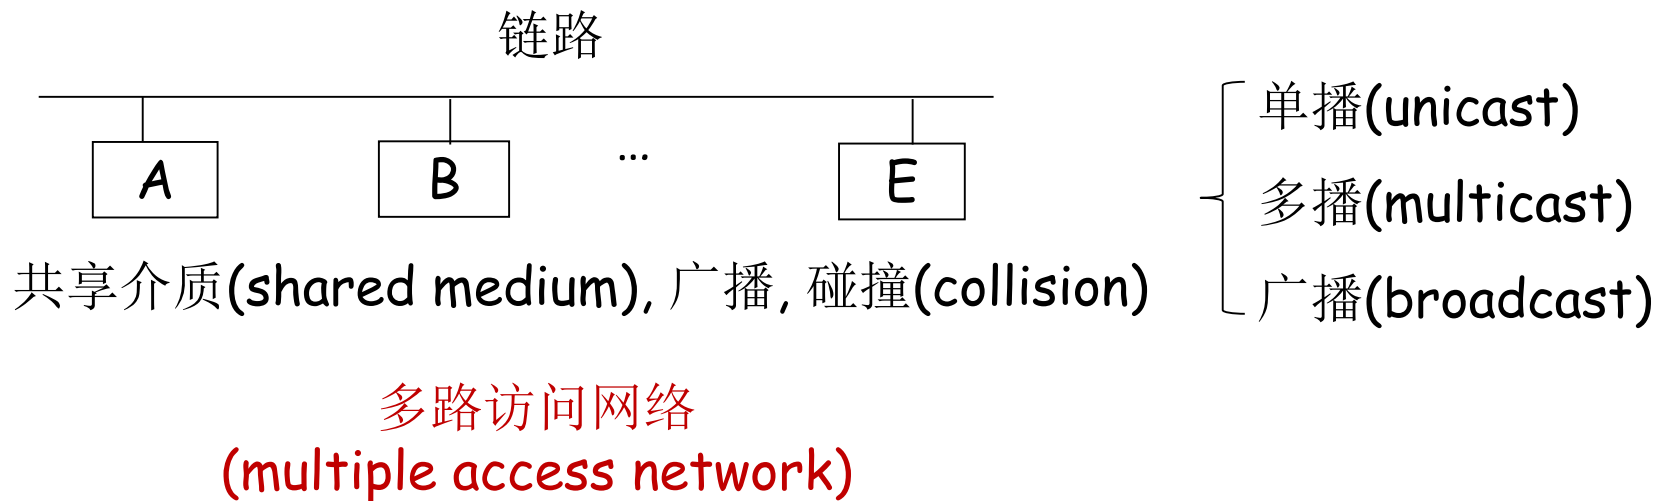 链路
A
B
...
E
共享介质(shared medium), 广播, 碰撞(collision)
单播(unicast)
多播(multicast)
广播(broadcast)
多路访问网络
(multiple access network)